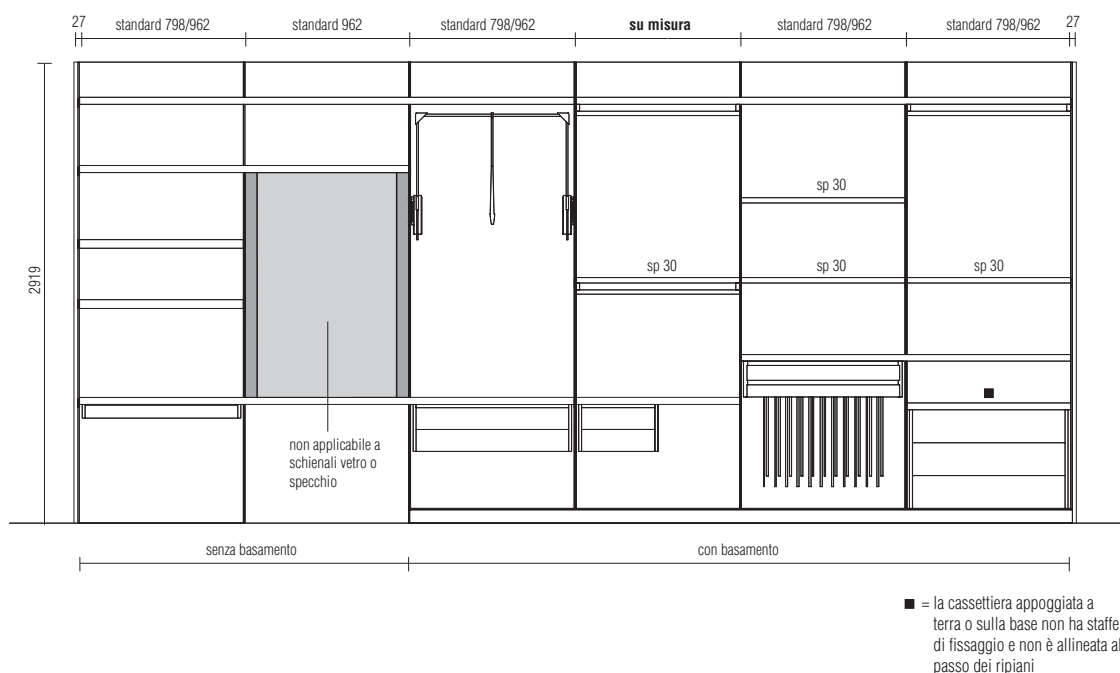 27
standard 798/962
standard 962
standard 798/962
su misura
standard 798/962
standard 798/962
27
2919
sp 30
sp 30
sp 30
sp 30
non applicabile a
schienali vetro o
specchio
senza basamento
con basamento
■ = la cassettiera appoggiata a
terra o sulla base non ha staffe
di fissaggio e non è allineata al
passo dei ripiani